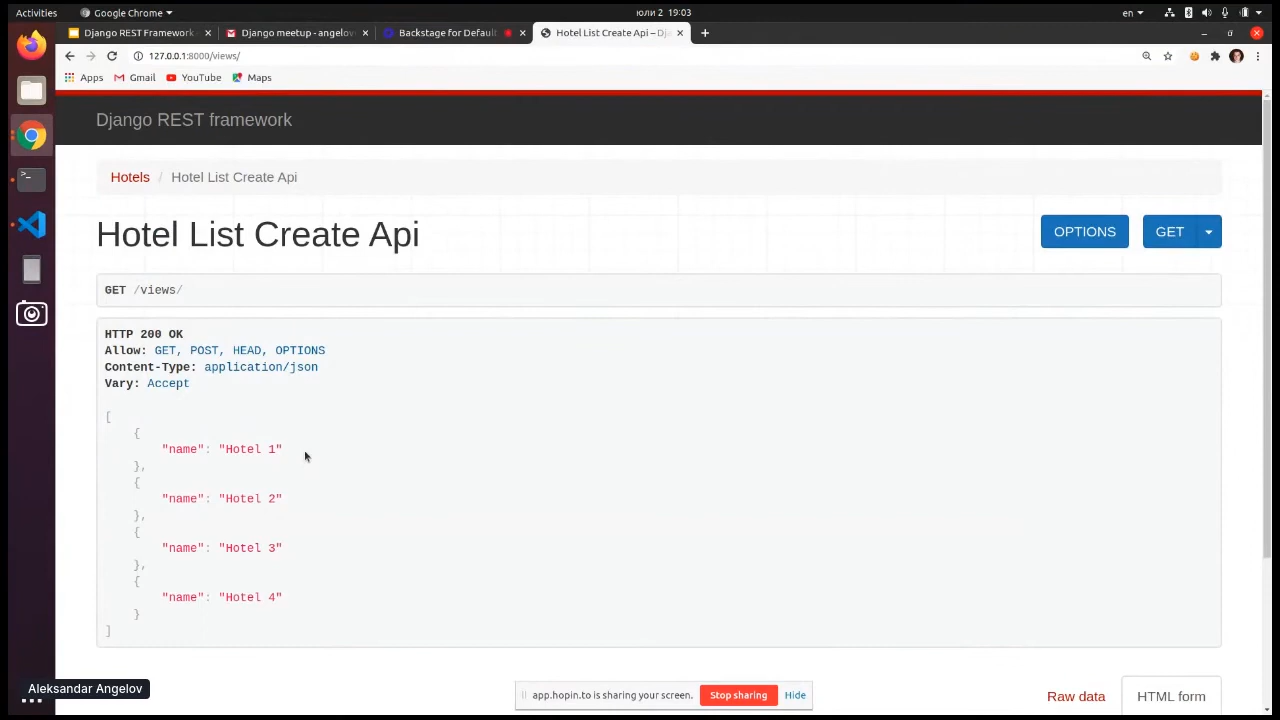 Activities
Google Chrome
юли 2 19:03
en
Django REST Framework
Django meetup - angelov
Backstage for Default
Hotel List Create Api – Dj
127.0.0.1:8000/views/
Apps
Gmail
YouTube
Maps
Django REST framework
Hotels / Hotel List Create Api
Hotel List Create Api
OPTIONS
GET
GET /views/
HTTP 200 OK
Allow: GET, POST, HEAD, OPTIONS
Content-Type: application/json
Vary: Accept
[
{
"name": "Hotel 1"
},
{
"name": "Hotel 2"
},
{
"name": "Hotel 3"
},
{
"name": "Hotel 4"
}
]
Aleksandar Angelov
app.hopin.to is sharing your screen.
Stop sharing
Hide
Raw data
HTML form